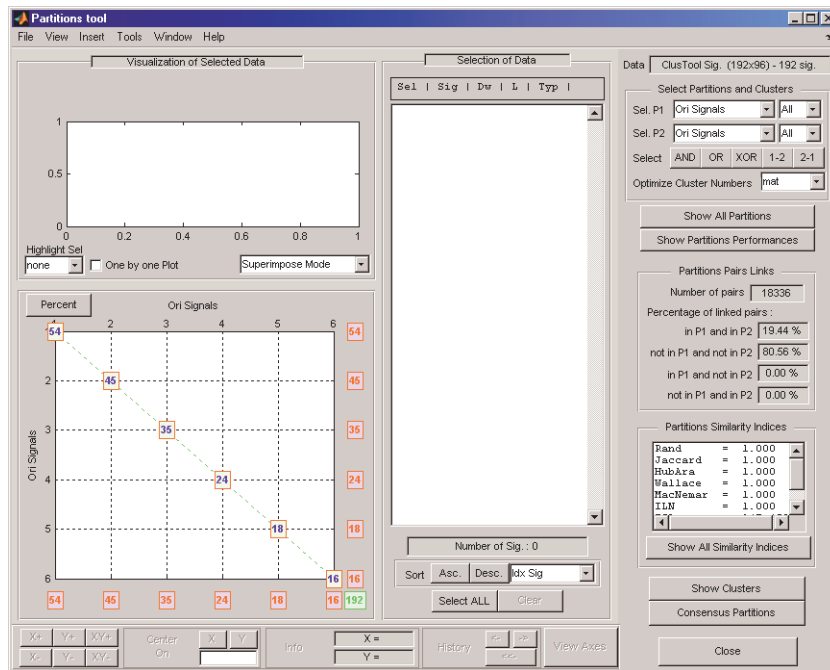 Partitions tool
File View Insert Tools Window Help
Visualization of Selected Data
1
0.5
0
0 0.2 0.4 0.6 0.8 1
Highlight Sel
none One by one Plot Superimpose Mode
Percent Ori Signals
1 2 3 4 5 6
54 54
2 45 45
3 35 35
Ori Signals
4 24 24
5 18 18
6 16 16
54 45 35 24 18 16 192
Selection of Data
Sel | Sig | Dw | L | Typ |
Number of Sig. : 0
Sort Asc. Desc. Idx Sig
Select ALL Clear
Data ClusTool Sig. (192x96) - 192 sig.
Select Partitions and Clusters
Sel. P1 Ori Signals All
Sel. P2 Ori Signals All
Select AND OR XOR 1-2 2-1
Optimize Cluster Numbers mat
Show All Partitions
Show Partitions Performances
Partitions Pairs Links
Number of pairs 18336
Percentage of linked pairs :
in P1 and in P2 19.44 %
not in P1 and not in P2 80.56 %
in P1 and not in P2 0.00 %
not in P1 and in P2 0.00 %
Partitions Similarity Indices
Rand = 1.000
Jaccard = 1.000
HubAra = 1.000
Wallace = 1.000
MacNemar = 1.000
ILN = 1.000
Show All Similarity Indices
Show Clusters
Consensus Partitions
Close
X+ Y+ XY+
X- Y- XY-
Center On X Y
Info X =
Y =
History <- -> <<-
View Axes